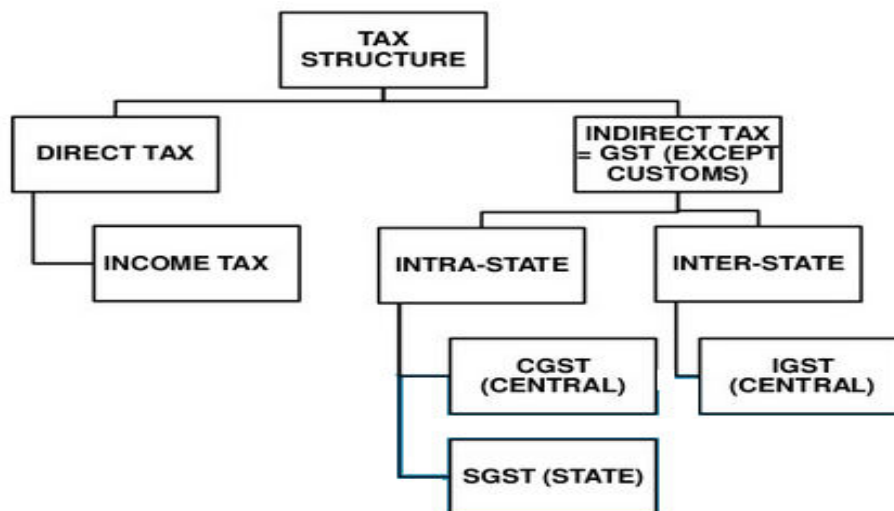 TAX
STRUCTURE
DIRECT TAX
INDIRECT TAX
= GST (EXCEPT
CUSTOMS)
INCOME TAX
INTRA-STATE
INTER-STATE
CGST
(CENTRAL)
IGST
(CENTRAL)
SGST (STATE)